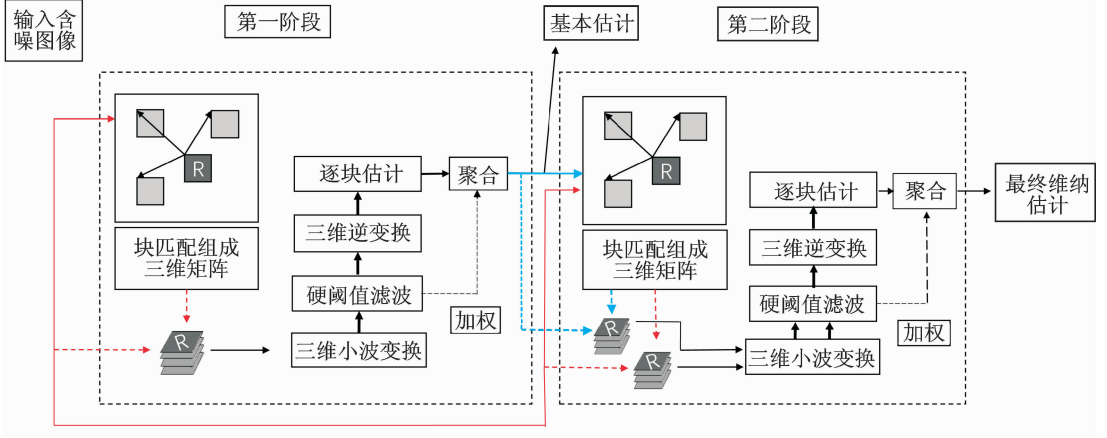 输入含
噪图像
第一阶段
基本估计
第二阶段
R
块匹配组成
三维矩阵
R
逐块估计
聚合
三维逆变换
硬阈值滤波
加权
三维小波变换
R
块匹配组成
三维矩阵
R
R
逐块估计
聚合
三维逆变换
硬阈值滤波
加权
三维小波变换
最终维纳
估计